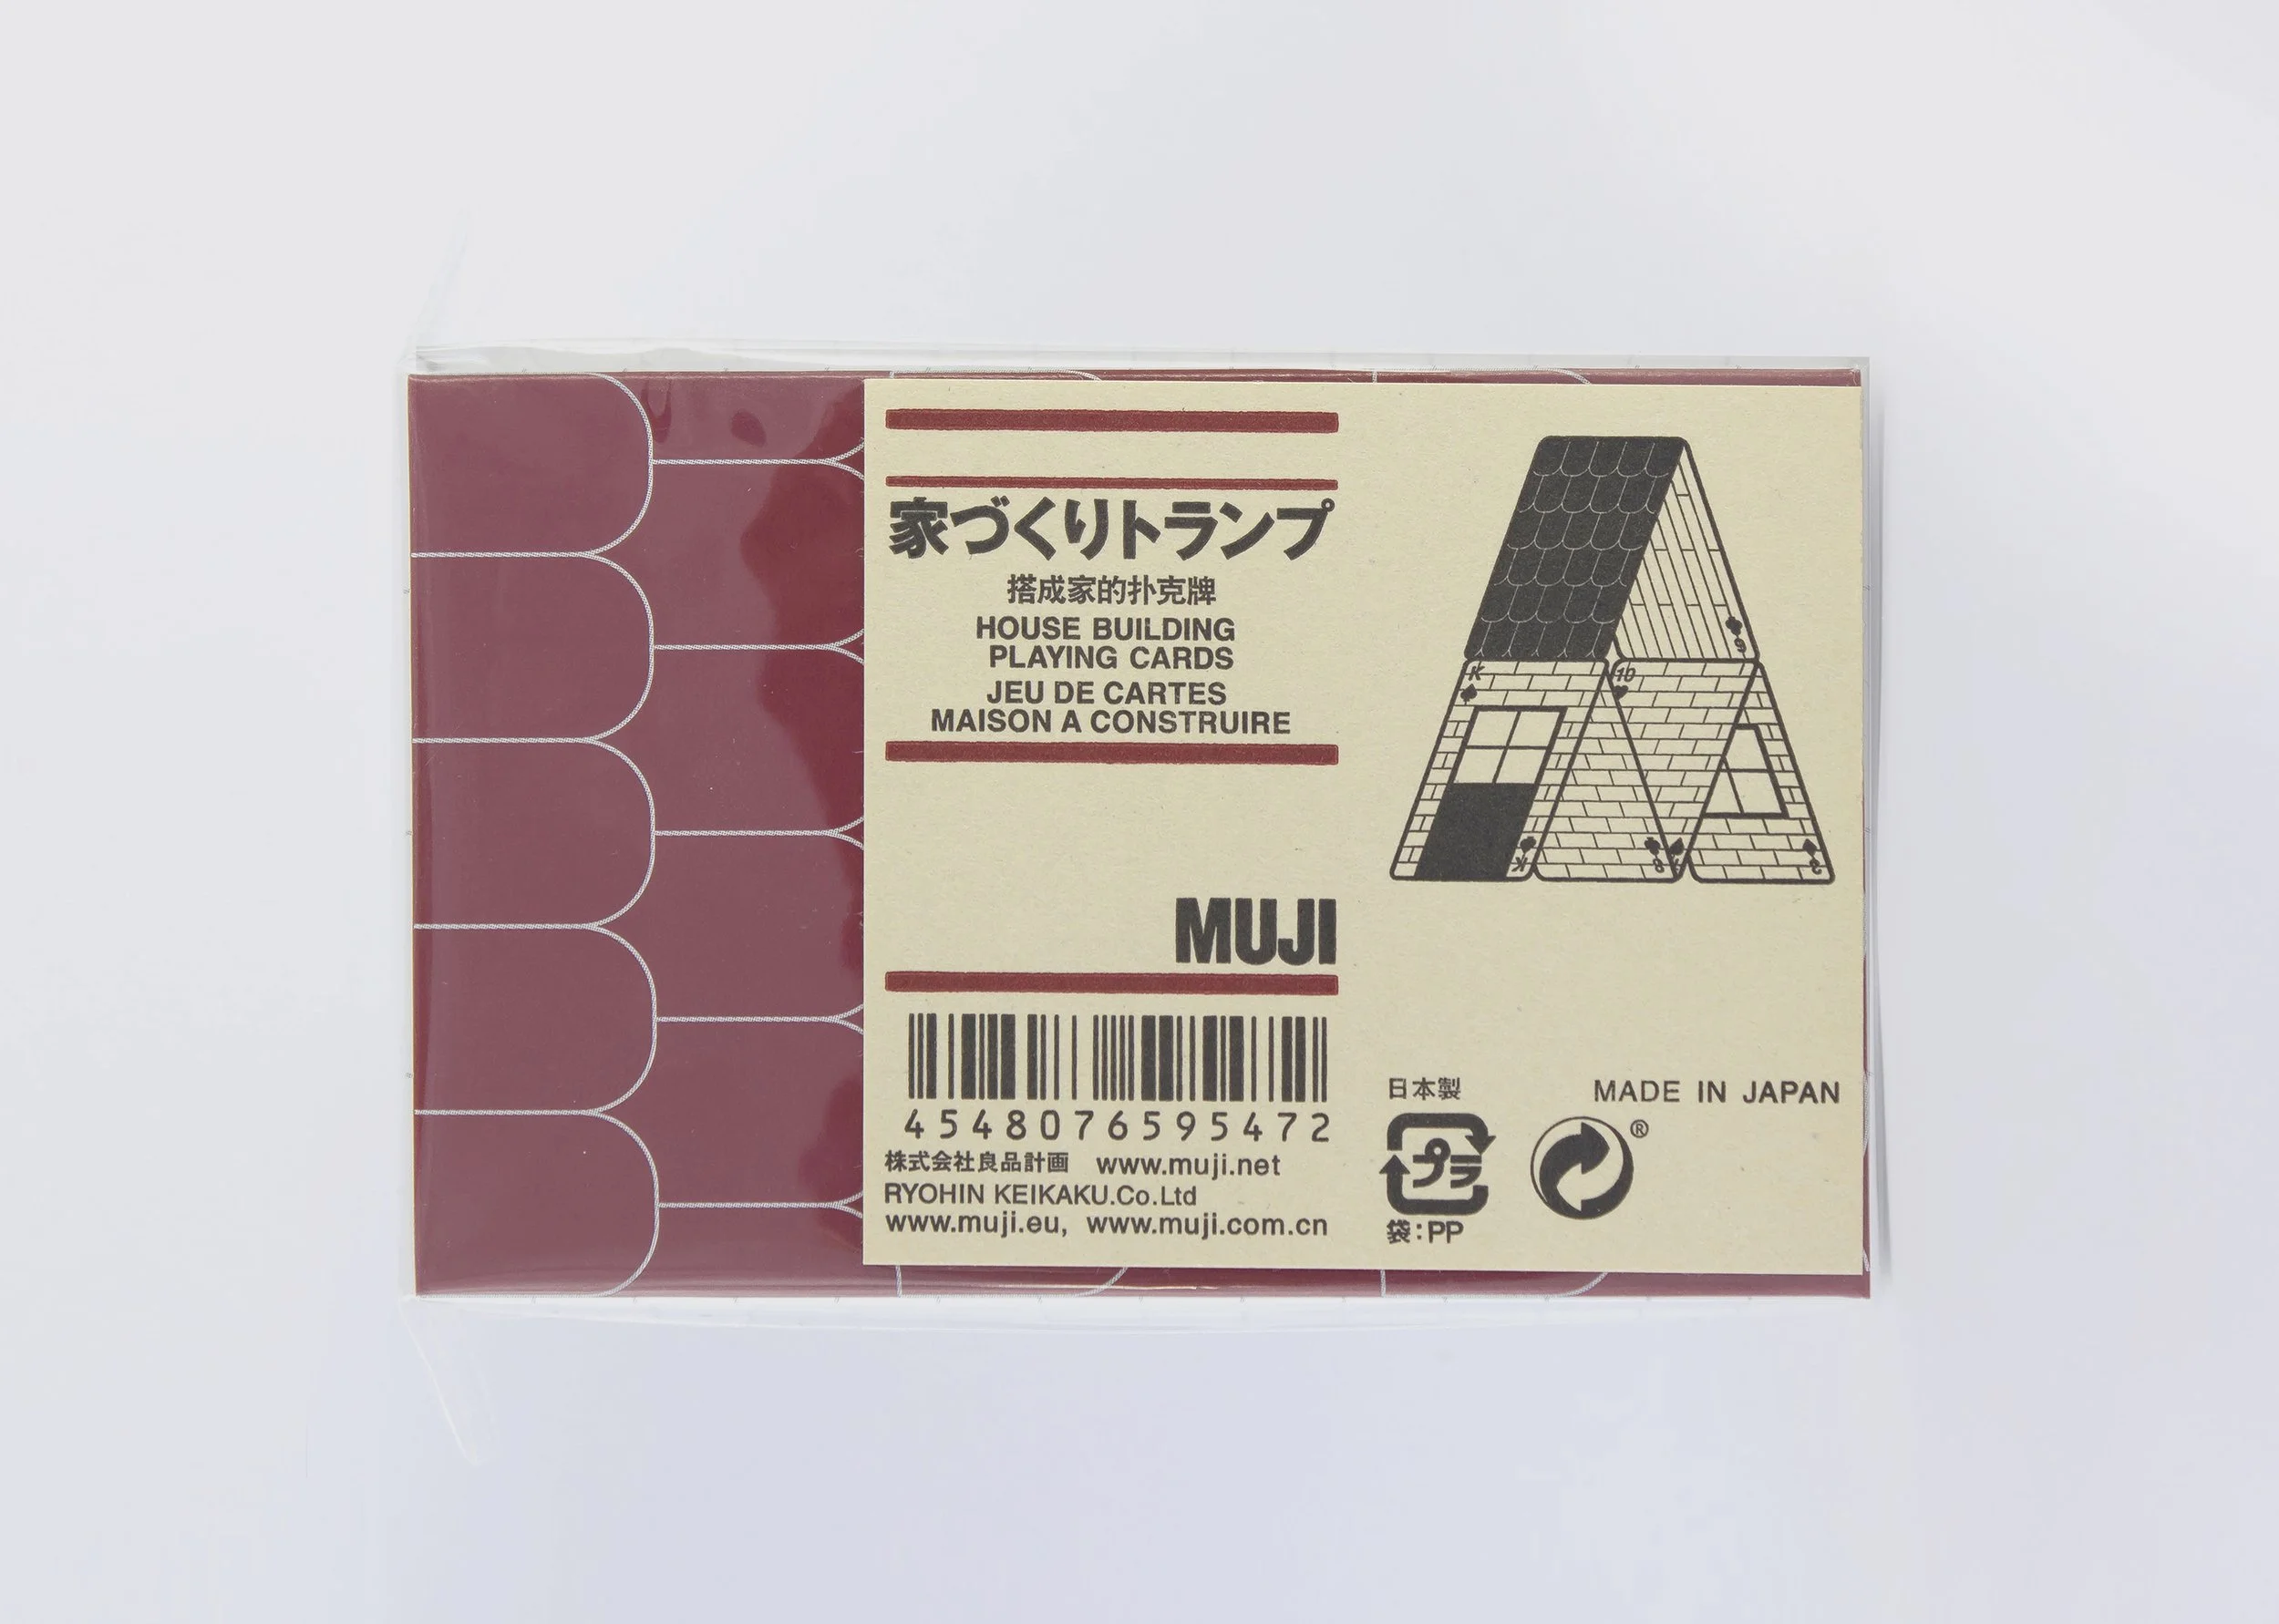 家づくりトランプ
搭成家的扑克牌
HOUSE BUILDING
PLAYING CARDS
JEU DE CARTES
MAISON A CONSTRUIRE
MUJI
4548076595472
株式会社良品計画 www.muji.net
RYOHIN KEIKAKU.Co.Ltd
www.muji.eu, www.muji.com.cn
K
10
K
8
日本製 MADE IN JAPAN
プラ
®
袋:PP